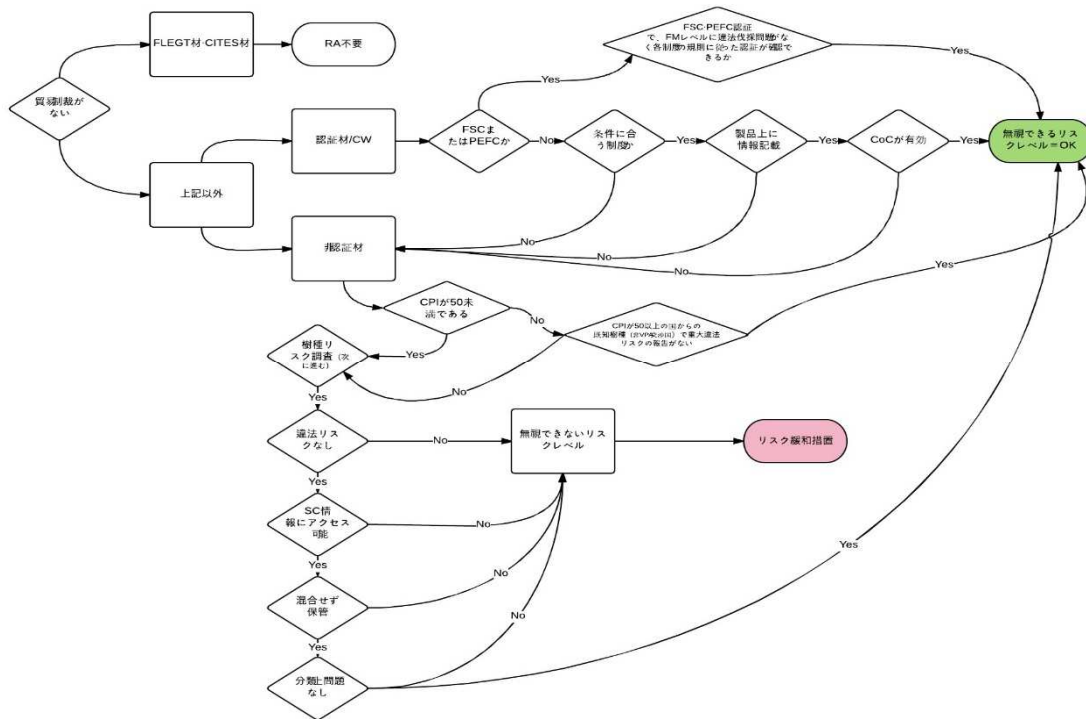 FLEGT材·CITES材
RA不要
貿易制裁が
ない
上記以外
認証材/CW
FSCま
たはPEFCか
Yes
FSC·PEFC認証
で、FMレベルに違法伐採問題がな
く各制度の規則に従った認証が確認で
きるか
Yes
No
条件に合
う制度か
Yes
製品上に
情報記載
Yes
CoCが有効
Yes
無視できるリス
クレベル＝OK
非認証材
No
No
No
CPIが50未
満である
No
CPIが50以上の国からの
既知樹種
で重大違法
リスクの報告がない
Yes
Yes
樹種リ
スク調査（次
に進む）
No
Yes
違法リス
クなし
No
無視できないリス
クレベル
リスク緩和措置
Yes
SC情
報にアクセス
可能
No
Yes
混合せず
保管
No
Yes
分類上問題
なし
No
Yes